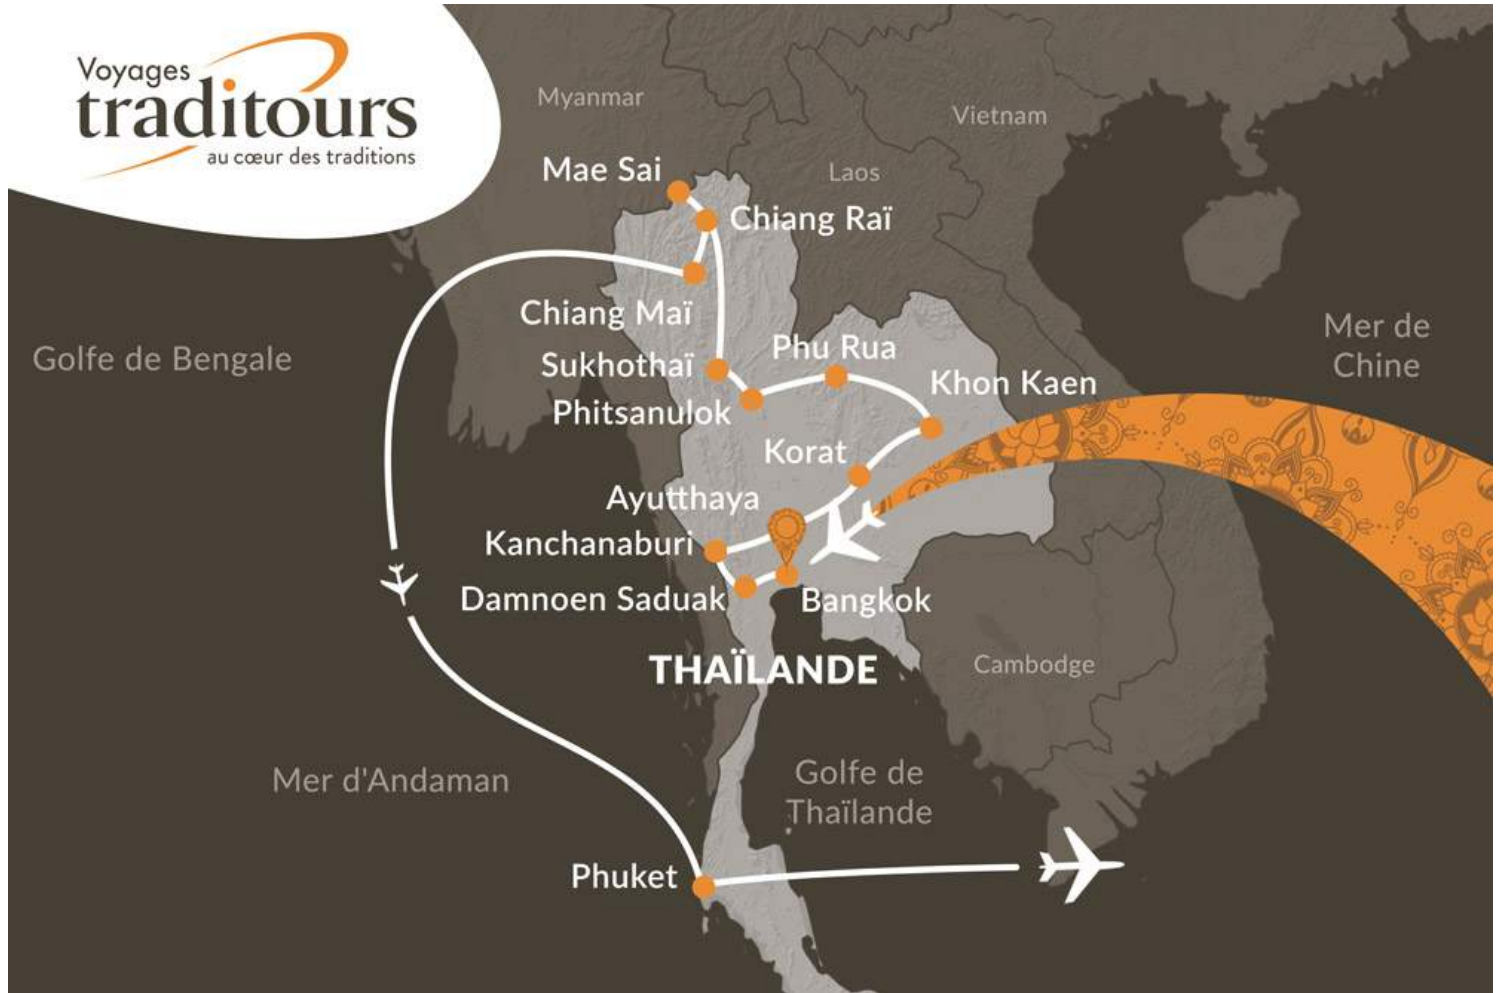 Voyages
traditours
au cœur des traditions
Myanmar
Vietnam
Laos
Mae Sai
Chiang Raï
Chiang Maï
Golfe de Bengale
Mer de
Chine
Sukhothaï
Phu Rua
Khon Kaen
Phitsanulok
Korat
Ayutthaya
Kanchanaburi
Damnoen Saduak
Bangkok
THAÏLANDE
Cambodge
Mer d'Andaman
Golfe de
Thaïlande
Phuket